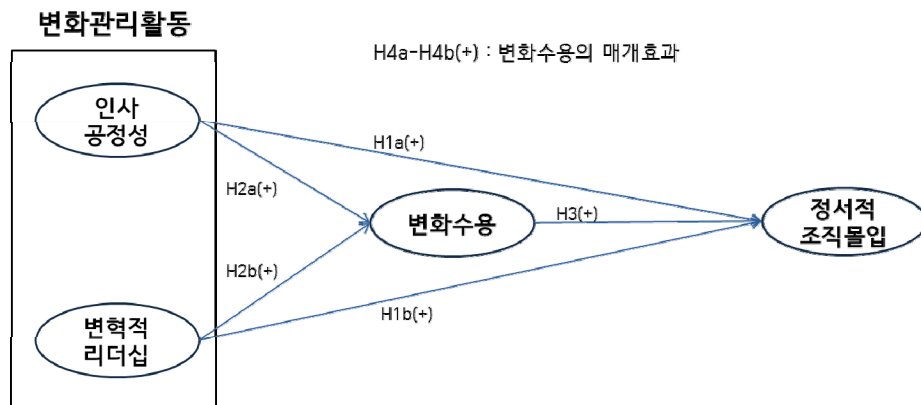 변화관리활동
H4a-H4b(+) : 변화수용의 매개효과
인사
공정성
H1a(+)
H2a(+)
변화수용
H3(+)
정서적
조직몰입
H2b(+)
H1b(+)
변혁적
리더십